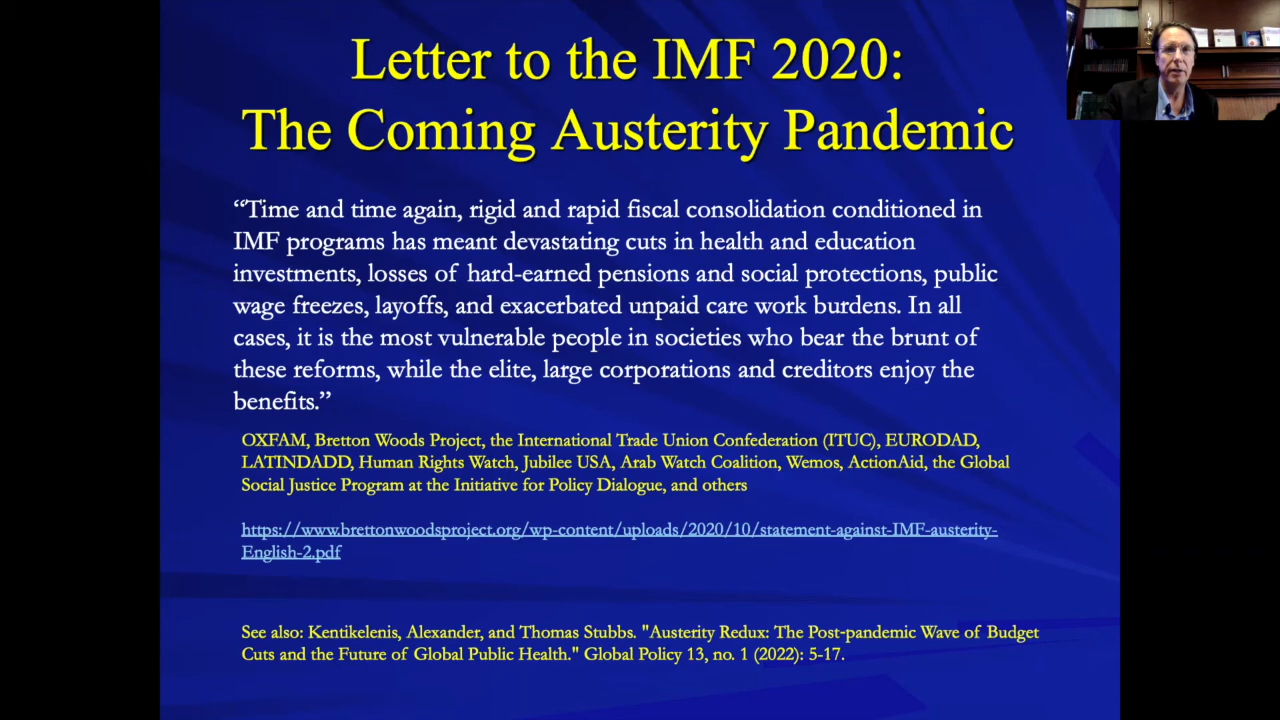 Letter to the IMF 2020:
The Coming Austerity Pandemic
“Time and time again, rigid and rapid fiscal consolidation conditioned in
IMF programs has meant devastating cuts in health and education
investments, losses of hard-earned pensions and social protections, public
wage freezes, layoffs, and exacerbated unpaid care work burdens. In all
cases, it is the most vulnerable people in societies who bear the brunt of
these reforms, while the elite, large corporations and creditors enjoy the
benefits.”
OXFAM, Bretton Woods Project, the International Trade Union Confederation (ITUC), EURODAD,
LATINDADD, Human Rights Watch, Jubilee USA, Arab Watch Coalition, Wemos, ActionAid, the Global
Social Justice Program at the Initiative for Policy Dialogue, and others
https://www.brettonwoodsproject.org/wp-content/uploads/2020/10/statement-against-IMF-austerity-
English-2.pdf
See also: Kentikelenis, Alexander, and Thomas Stubbs. "Austerity Redux: The Post-pandemic Wave of Budget
Cuts and the Future of Global Public Health." Global Policy 13, no. 1 (2022): 5-17.